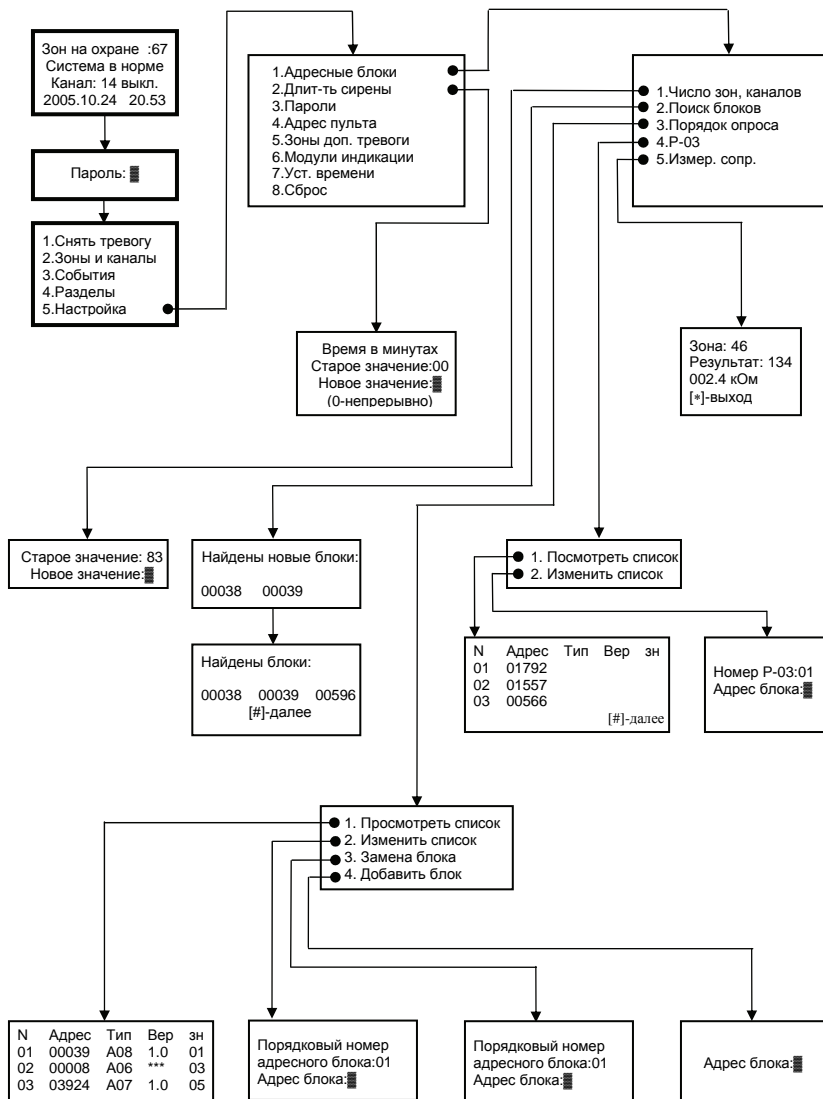 Зон на охране :67
Система в норме
Канал: 14 выкл.
2005.10.24 20.53
Пароль:
1.Снять тревогу
2.Зоны и каналы
3.События
4.Разделы
5.Настройка
1.Адресные блоки
2.Длит-ть сирены
3.Пароли
4.Адрес пульта
5.Зоны доп. тревоги
6.Модули индикации
7.Уст. времени
8.Сброс
1.Число зон, каналов
2.Поиск блоков
3.Порядок опроса
4.Р-03
5.Измер. сопр.
Время в минутах
Старое значение:00
Новое значение:
(0-непрерывно)
Зона: 46
Результат: 134
002.4 кОм
[*]-выход
Старое значение: 83
Новое значение:
Найдены новые блоки:
00038 00039
Найдены блоки:
00038 00039 00596
[#]-далее
1. Посмотреть список
2. Изменить список
N Адрес Тип Вер зн
01 01792
02 01557
03 00566
[#]-далее
Номер Р-03:01
Адрес блока:
1. Просмотреть список
2. Изменить список
3. Замена блока
4. Добавить блок
N Адрес Тип Вер зн
01 00039 А08 1.0 01
02 00008 А06 *** 03
03 03924 А07 1.0 05
Порядковый номер
адресного блока:01
Адрес блока:
Порядковый номер
адресного блока:01
Адрес блока:
Адрес блока: